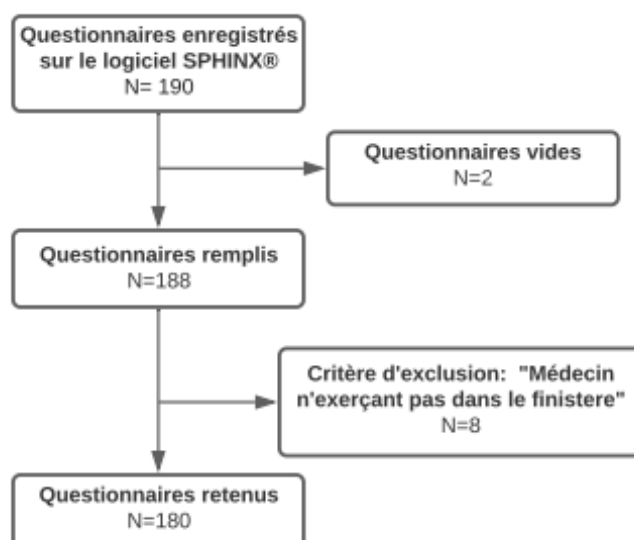 Questionnaires enregistrés
sur le logiciel SPHINX®
N= 190
Questionnaires vides
N=2
Questionnaires remplis
N=188
Critère d'exclusion: "Médecin
n'exerçant pas dans le finistere"
N=8
Questionnaires retenus
N=180